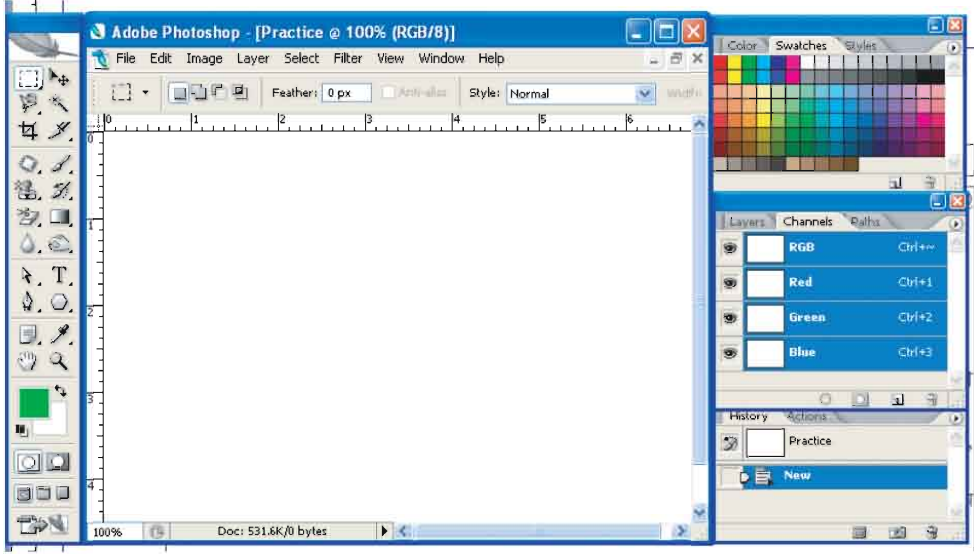 Adobe Photoshop - [Practice @ 100% (RGB/8)]
File Edit Image Layer Select Filter View Window Help
Feather: 0 px Anti-alias Style: Normal Width:
0 1 2 3 4 5 6
0
1
2
3
4
T
100% Doc: 531.6K/0 bytes
Color Swatches Styles
Layers Channels Paths
RGB Ctrl+~
Red Ctrl+1
Green Ctrl+2
Blue Ctrl+3
History Actions
Practice
New